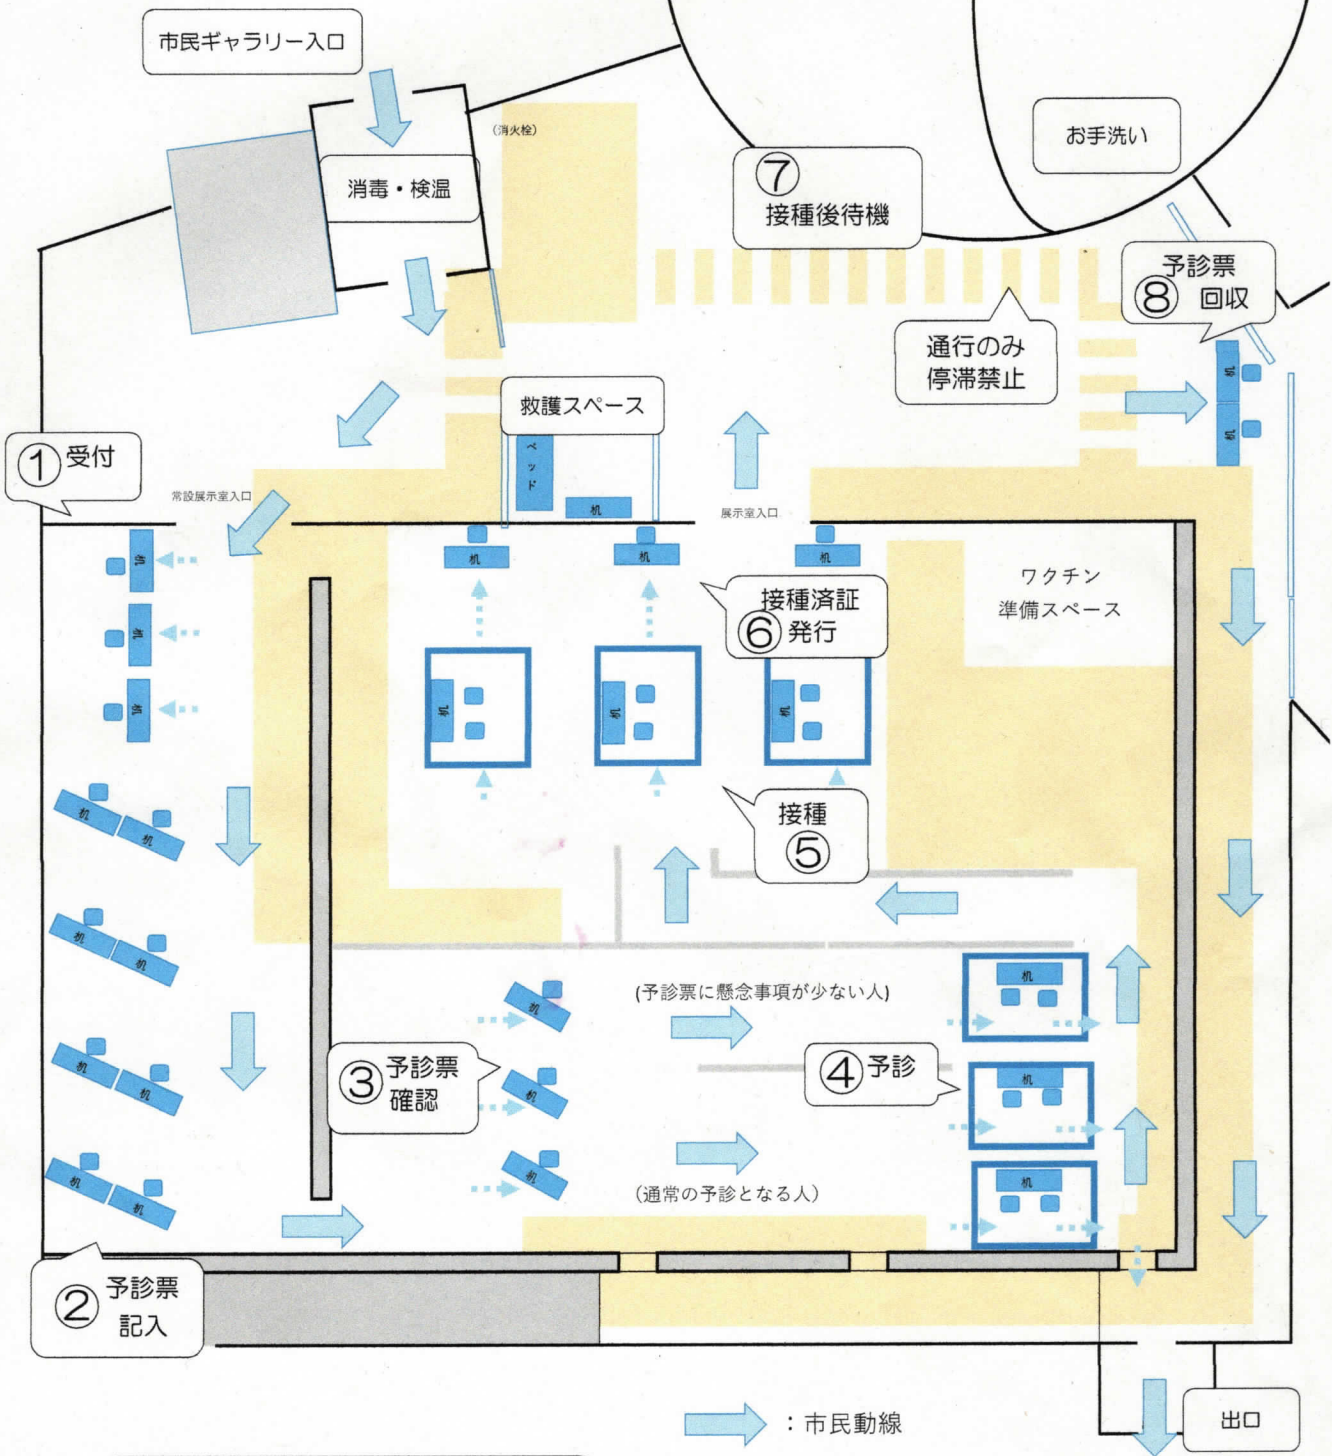 市民ギャラリー入口
(消火栓)
お手洗い
消毒・検温
⑦
接種後待機
予診票
⑧ 回収
通行のみ
停滞禁止
机
机
救護スペース
ベッド
机
① 受付
常設展示室入口
展示室入口
机
机
机
机
机
机
ワクチン
準備スペース
接種済証
⑥ 発行
机
机
机
机
机
接種
⑤
机
机
机
机
(予診票に懸念事項が少ない人)
机
机
③ 予診票
確認
④ 予診
机
机
机
机
机
机
机
(通常の予診となる人)
机
② 予診票
記入
:市民動線
出口